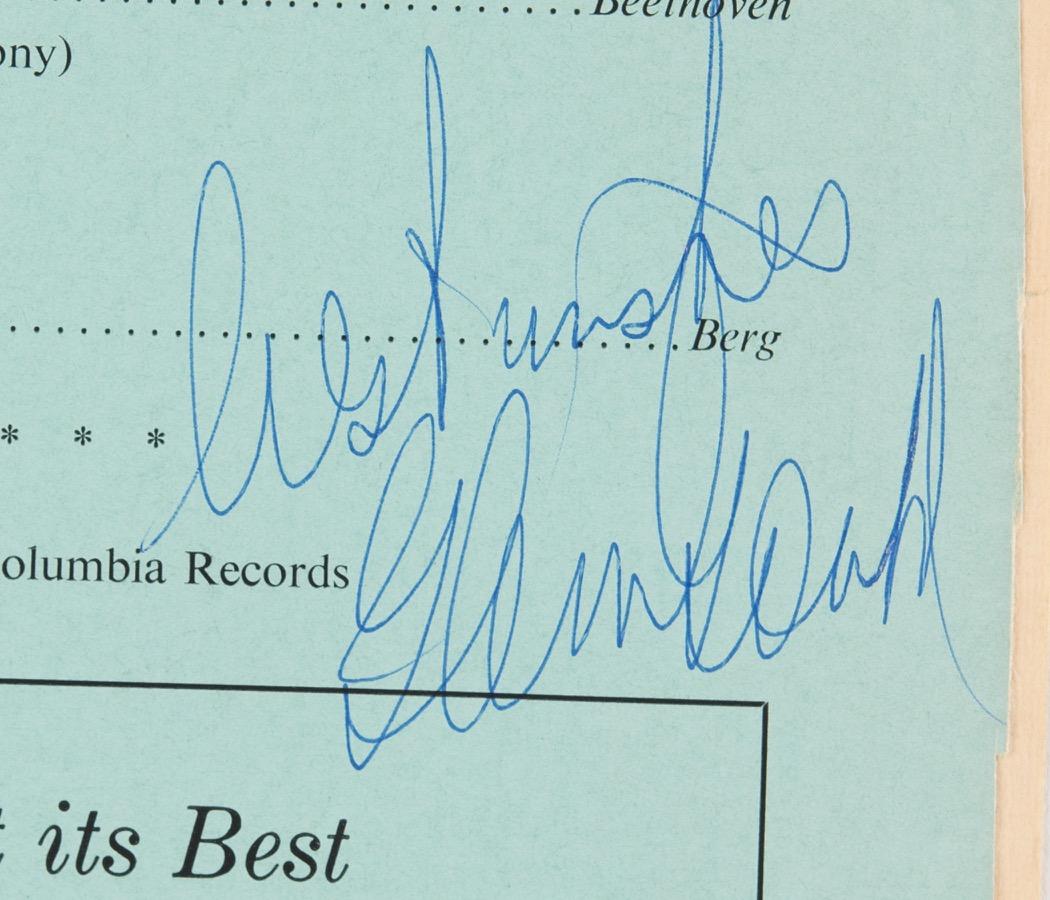 ....................................Beethoven
ony)
best wishes
....................................Berg
* * *
Glenn Gould
olumbia Records
t its Best